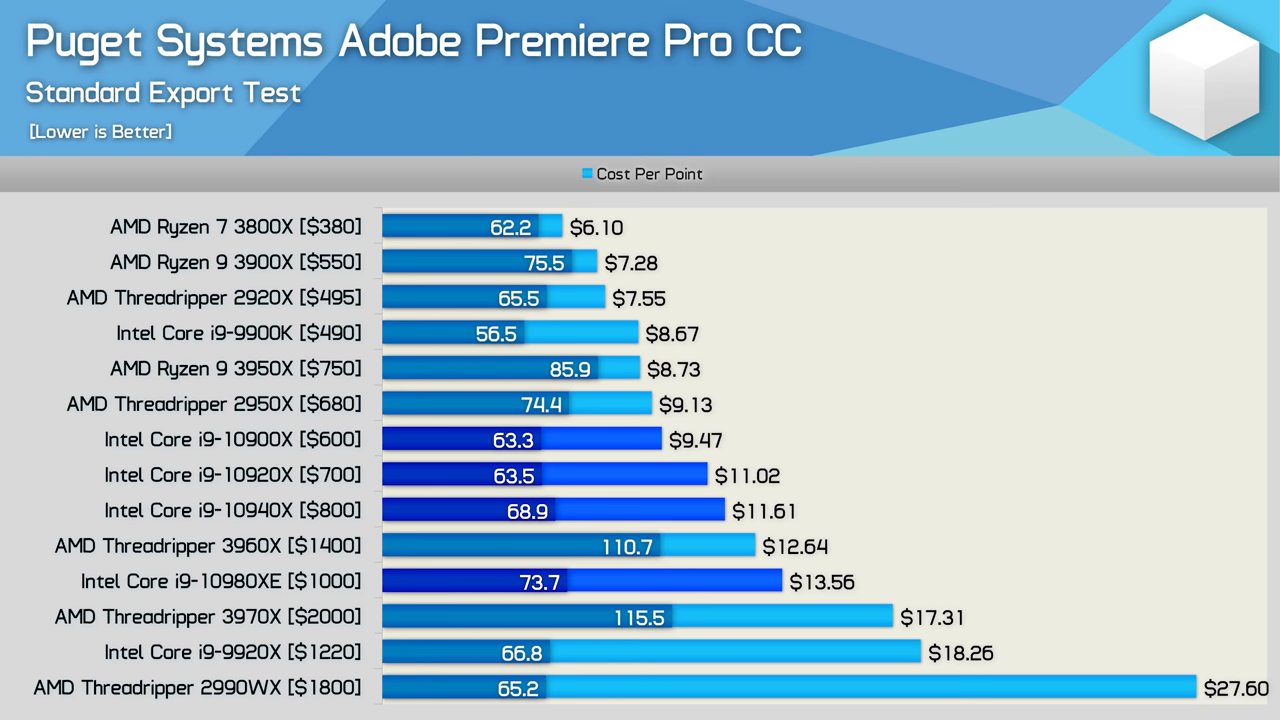 Puget Systems Adobe Premiere Pro CC
Standard Export Test
[Lower is Better]
Cost Per Point
AMD Ryzen 7 3800X [$380] 62.2 $6.10
AMD Ryzen 9 3900X [$550] 75.5 $7.28
AMD Threadripper 2920X [$495] 65.5 $7.55
Intel Core i9-9900K [$490] 56.5 $8.67
AMD Ryzen 9 3950X [$750] 85.9 $8.73
AMD Threadripper 2950X [$680] 74.4 $9.13
Intel Core i9-10900X [$600] 63.3 $9.47
Intel Core i9-10920X [$700] 63.5 $11.02
Intel Core i9-10940X [$800] 68.9 $11.61
AMD Threadripper 3960X [$1400] 110.7 $12.64
Intel Core i9-10980XE [$1000] 73.7 $13.56
AMD Threadripper 3970X [$2000] 115.5 $17.31
Intel Core i9-9920X [$1220] 66.8 $18.26
AMD Threadripper 2990WX [$1800] 65.2 $27.60